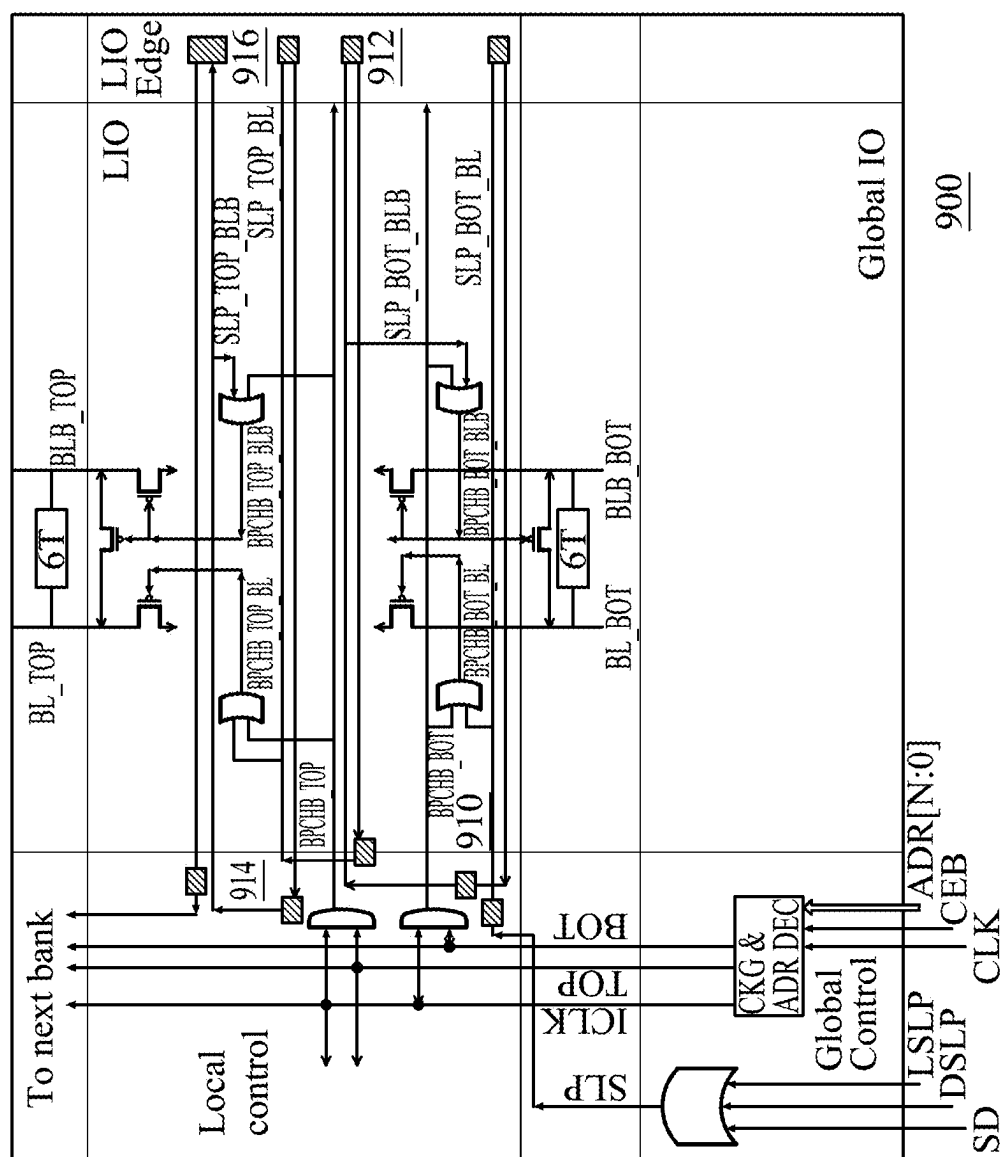 To next bank
Local control
LIO
LIO Edge
Global IO
900
BL_TOP
BLB_TOP
6T
916
SLP_TOP_BLB
SLP_TOP_BL
BPCHB_TOP_BL
BPCHB_TOP_BLB
BPCHB_TOP
914
912
SLP_BOT_BLB
SLP_BOT_BL
BPCHB_BOT_BL
BPCHB_BOT_BLB
BPCHB_BOT
910
6T
BL_BOT
BLB_BOT
ICLK
TOP
BOT
SLP
CKG & ADR DEC
Global Control
SD
DSLP
LSLP
CLK
CEB
ADR[N:0]